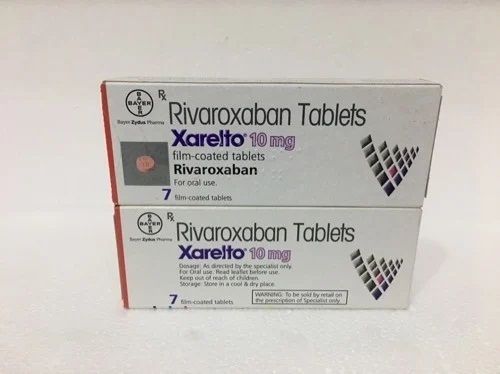 BAYER
BAYER
Bayer Zydus Pharma
Rx
Rivaroxaban Tablets
Xarelto® 10 mg
film-coated tablets
Rivaroxaban
For oral use.
7 film-coated tablets
BAYER
BAYER
Bayer Zydus Pharma
Rx
Rivaroxaban Tablets
Xarelto® 10 mg
Dosage: As directed by the specialist only.
For Oral use. Read leaflet before use.
Keep out of reach of children.
Storage: Store in a cool & dry place.
7 film-coated tablets
WARNING: To be sold by retail on
the prescription of Specialist only.